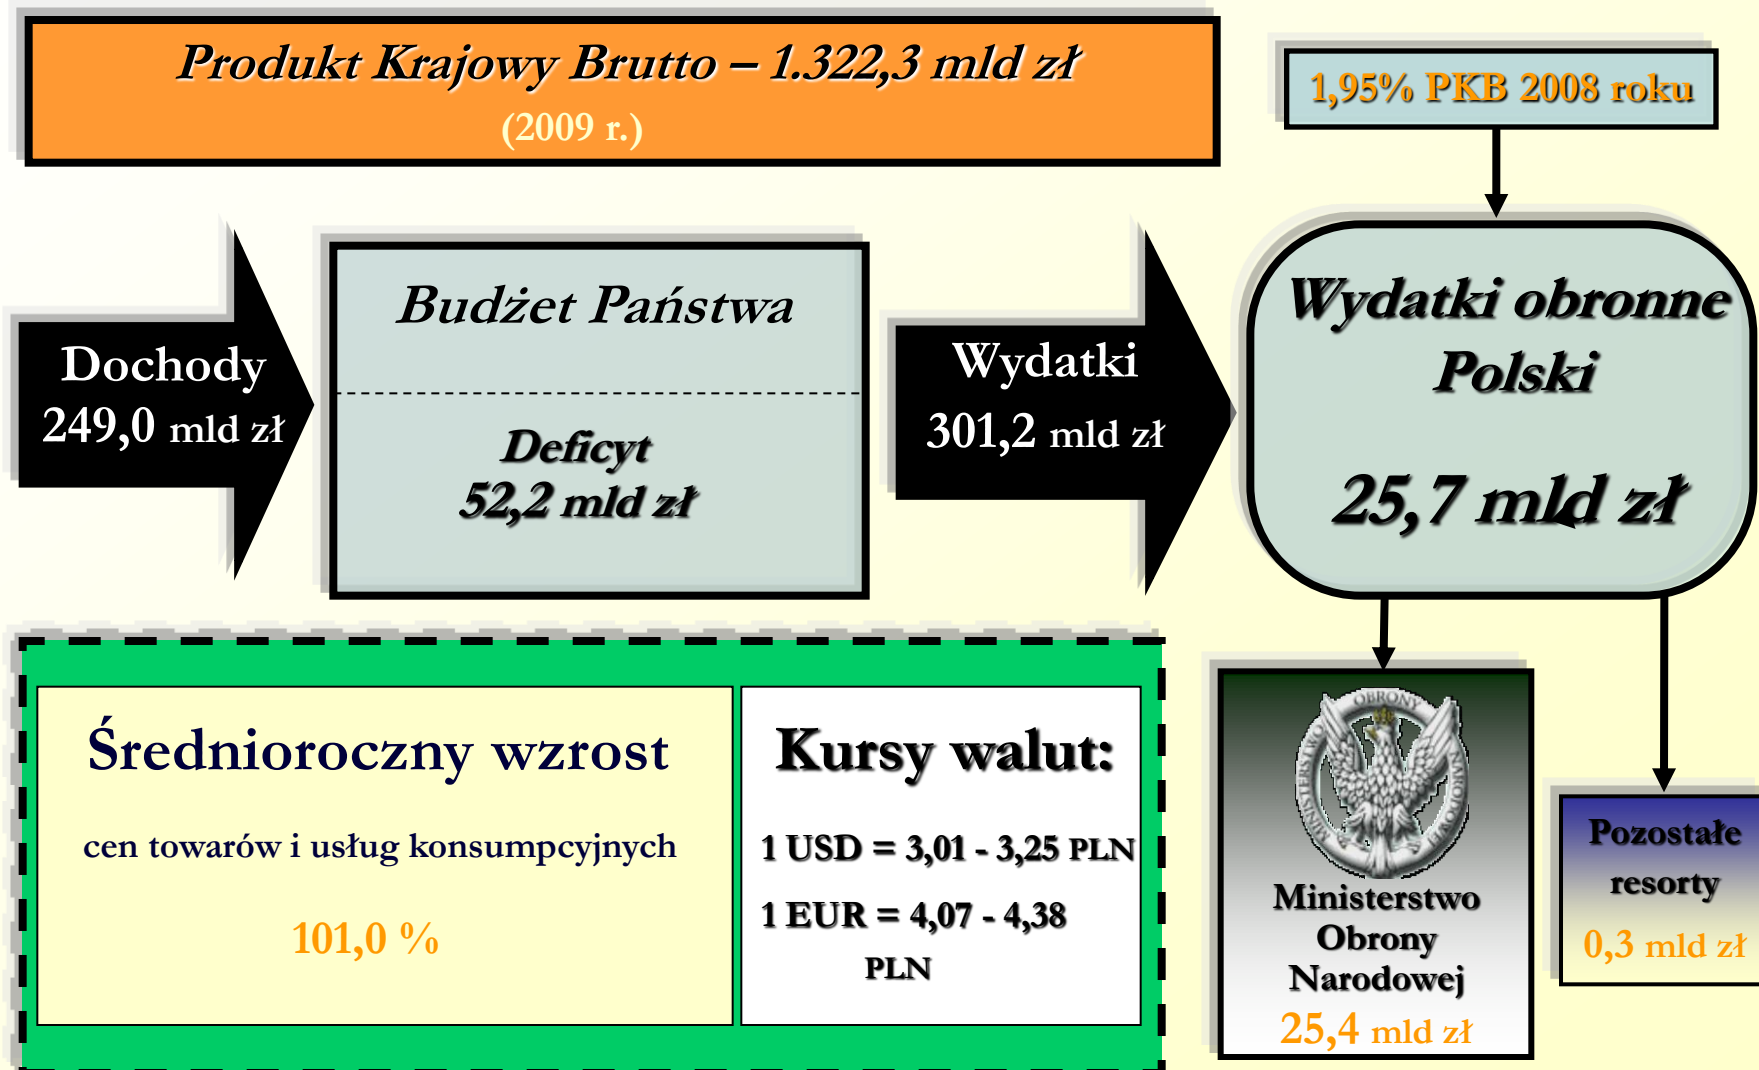 Produkt Krajowy Brutto – 1.322,3 mld zł
(2009 r.)
1,95% PKB 2008 roku
Dochody
249,0 mld zł
Budżet Państwa
Deficyt
52,2 mld zł
Wydatki
301,2 mld zł
Wydatki obronne
Polski
25,7 mld zł
Średnioroczny wzrost
cen towarów i usług konsumpcyjnych
101,0 %
Kursy walut:
1 USD = 3,01 - 3,25 PLN
1 EUR = 4,07 - 4,38
PLN
MINISTERSTWO OBRONY NARODOWEJ
Ministerstwo
Obrony
Narodowej
25,4 mld zł
Pozostałe
resorty
0,3 mld zł